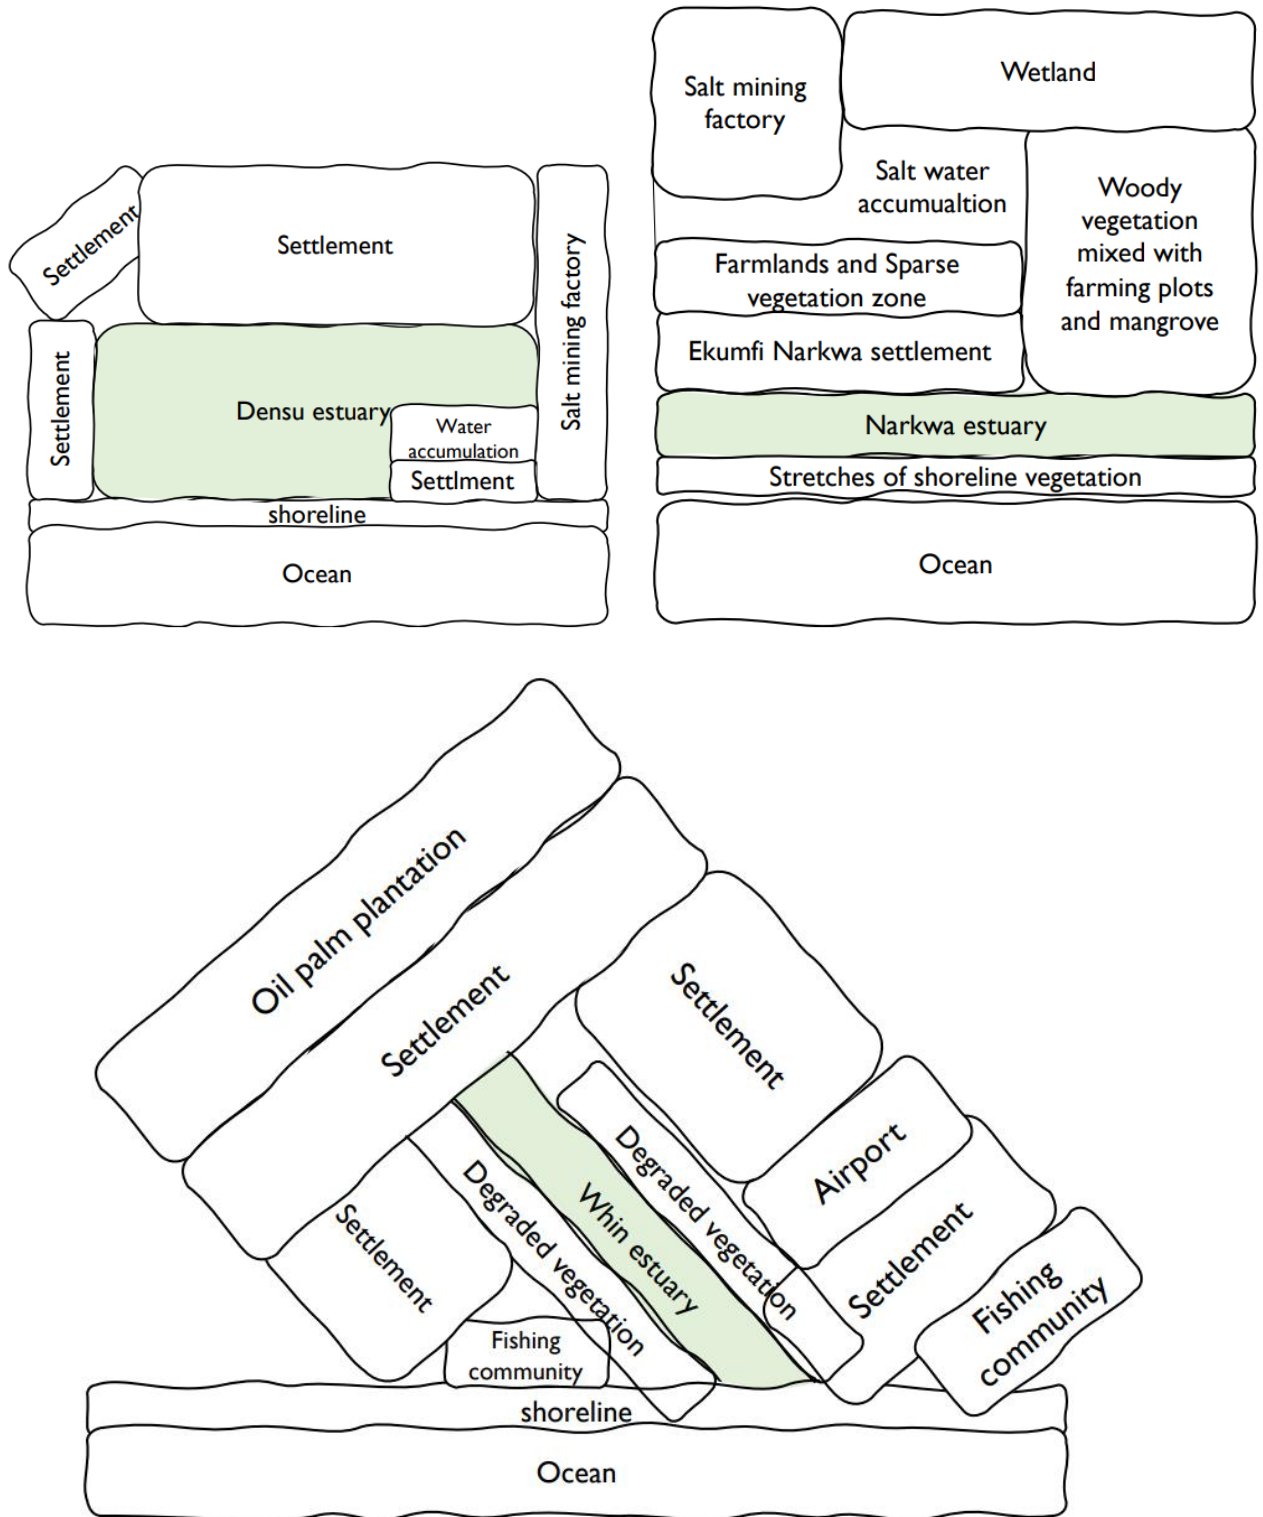 Settlement
Settlement
Settlement
Densu estuary
Water
accumulation
Settlment
Salt mining factory
shoreline
Ocean
Salt mining
factory
Wetland
Salt water
accumualtion
Woody
vegetation
mixed with
farming plots
and mangrove
Farmlands and Sparse
vegetation zone
Ekumfi Narkwa settlement
Narkwa estuary
Stretches of shoreline vegetation
Ocean
Oil palm plantation
Settlement
Settlement
Settlement
Degraded vegetation
Whin estuary
Degraded vegetation
Airport
Settlement
Fishing
community
Fishing
community
shoreline
Ocean